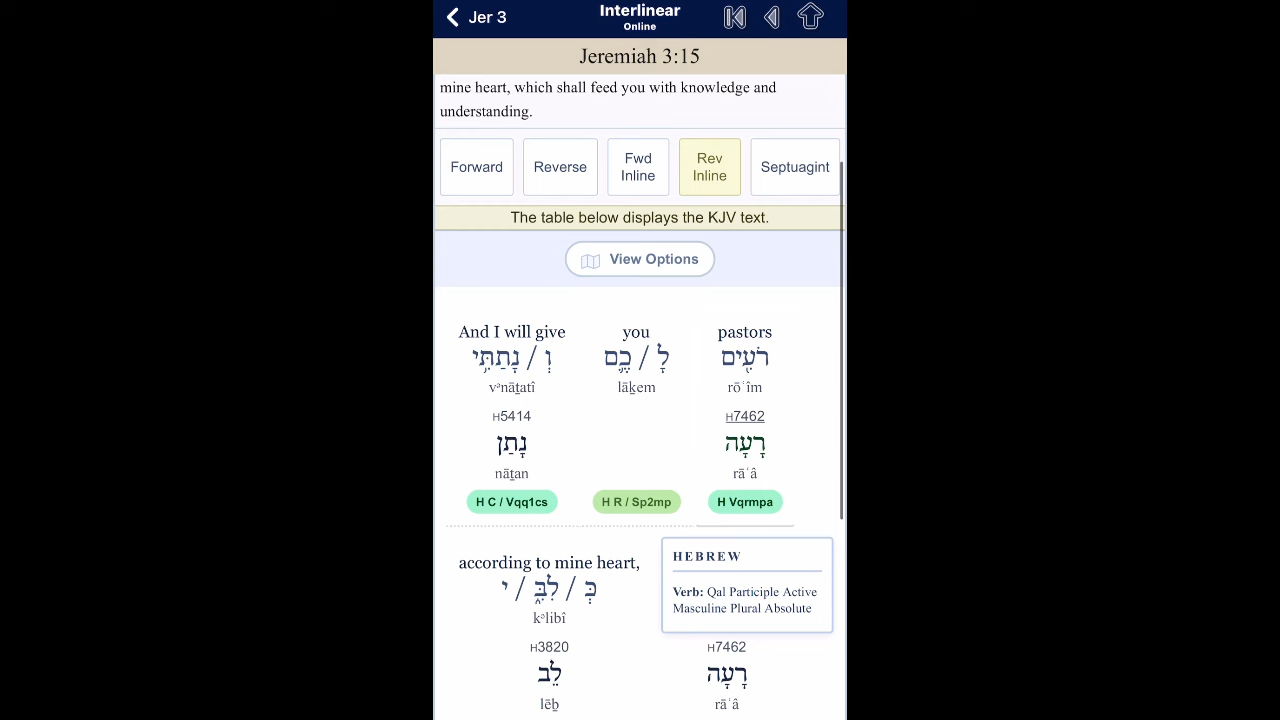 Jer 3
Interlinear
Online
Jeremiah 3:15
mine heart, which shall feed you with knowledge and
understanding.
Forward
Reverse
Fwd
Inline
Rev
Inline
Septuagint
The table below displays the KJV text.
View Options
And I will give you pastors
וְ / נָתַתִּ֥י לָ / כֶ֛ם רֹעִ֖ים
vᵊnāṯatî lāḵem rōʿîm
H5414 H7462
נָתַן רָעָה
nāṯan rāʿâ
H C / Vqq1cs H R / Sp2mp H Vqrmpa
according to mine heart,
כְּ / לִבִּ֑ / י
kᵊlibî
HEBREW
Verb: Qal Participle Active
Masculine Plural Absolute
H3820 H7462
לֵב רָעָה
lēḇ rāʿâ